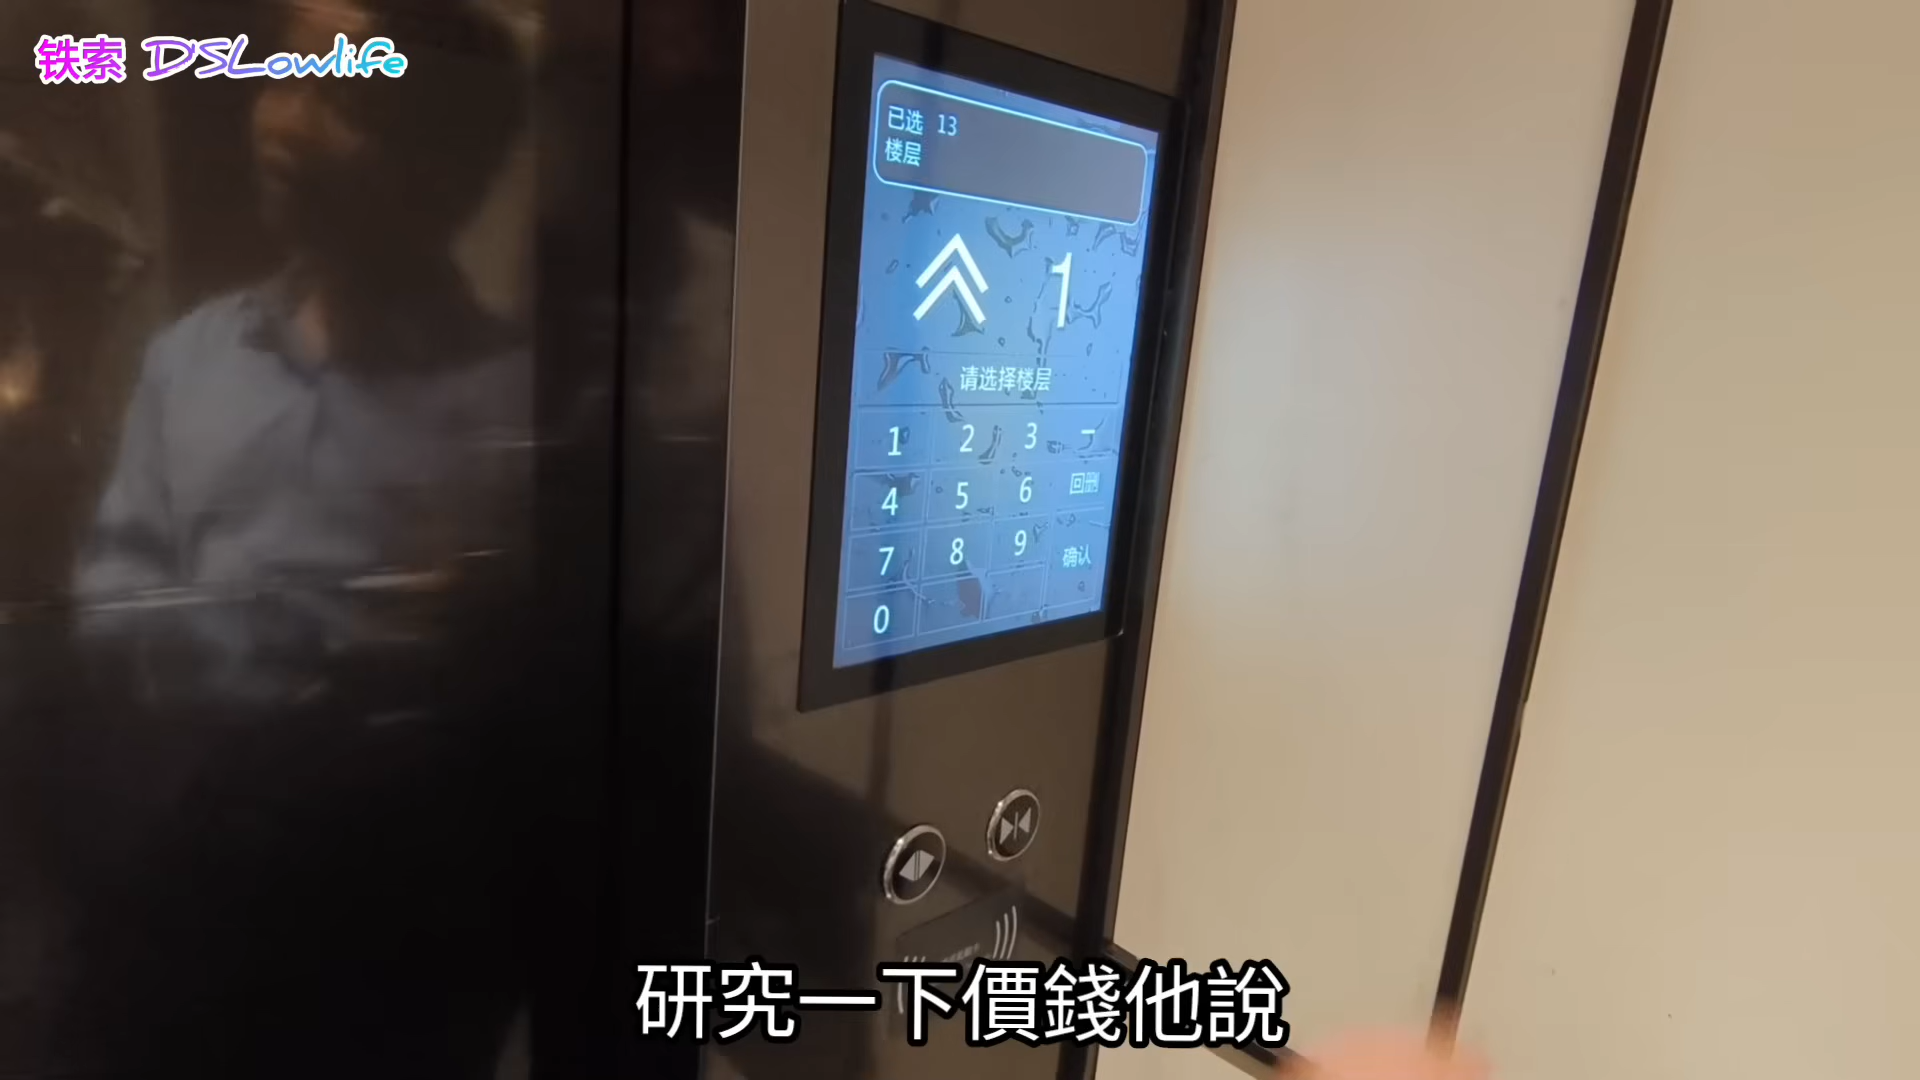 铁索 DSLowlife
已选 13
楼层
1
请选择楼层
1 2 3 −
4 5 6 回删
7 8 9 确认
0
研究一下價錢他說